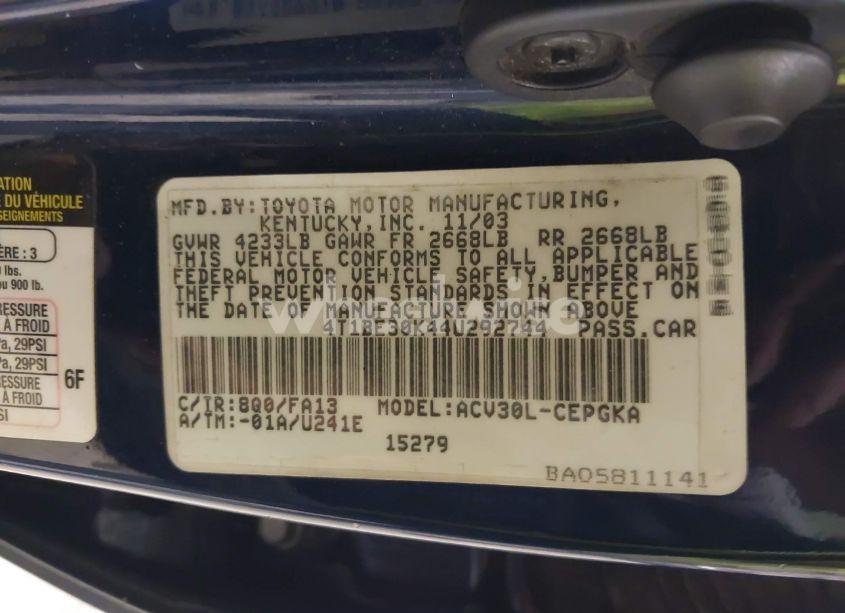 ATION
E DU VÉHICULE
SEIGNEMENTS
ÈRE : 3
lbs.
ou 900 lb.
PRESSURE
À FROID
Pa, 29PSI
Pa, 29PSI
PRESSURE
À FROID
SI
6F
MFD.BY:TOYOTA MOTOR MANUFACTURING,
KENTUCKY,INC. 11/03
GVWR 4233LB GAWR FR 2668LB RR 2668LB
THIS VEHICLE CONFORMS TO ALL APPLICABLE
FEDERAL MOTOR VEHICLE SAFETY,BUMPER AND
THEFT PREVENTION STANDARDS IN EFFECT ON
THE DATE OF MANUFACTURE SHOWN ABOVE
4T1BE30K44U292744 PASS.CAR
C/TR:8Q0/FA13 MODEL:ACV30L-CEPGKA
A/TM:-01A/U241E
15279
BA05811141